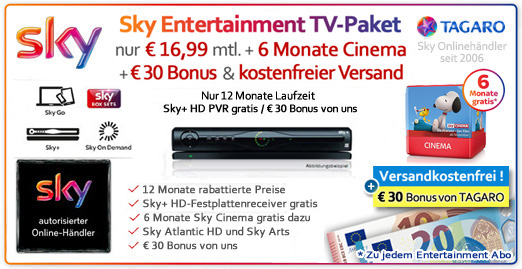 sky
Sky Entertainment TV-Paket
nur € 16,99 mtl. + 6 Monate Cinema
+ € 30 Bonus & kostenfreier Versand
TAGARO
Sky Onlinehändler
seit 2006
Nur 12 Monate Laufzeit
Sky+ HD PVR gratis / € 30 Bonus von uns
sky
BOX SETS
Sky Go
Sky+
Sky On Demand
6
Monate
gratis*
CINEMA
Abbildungsbeispiel
sky
autorisierter
Online-Händler
12 Monate rabattierte Preise
Sky+ HD-Festplattenreceiver gratis
6 Monate Sky Cinema gratis dazu
Sky Atlantic HD und Sky Arts
€ 30 Bonus von uns
Versandkostenfrei !
+
€ 30 Bonus von TAGARO
* Zu jedem Entertainment Abo